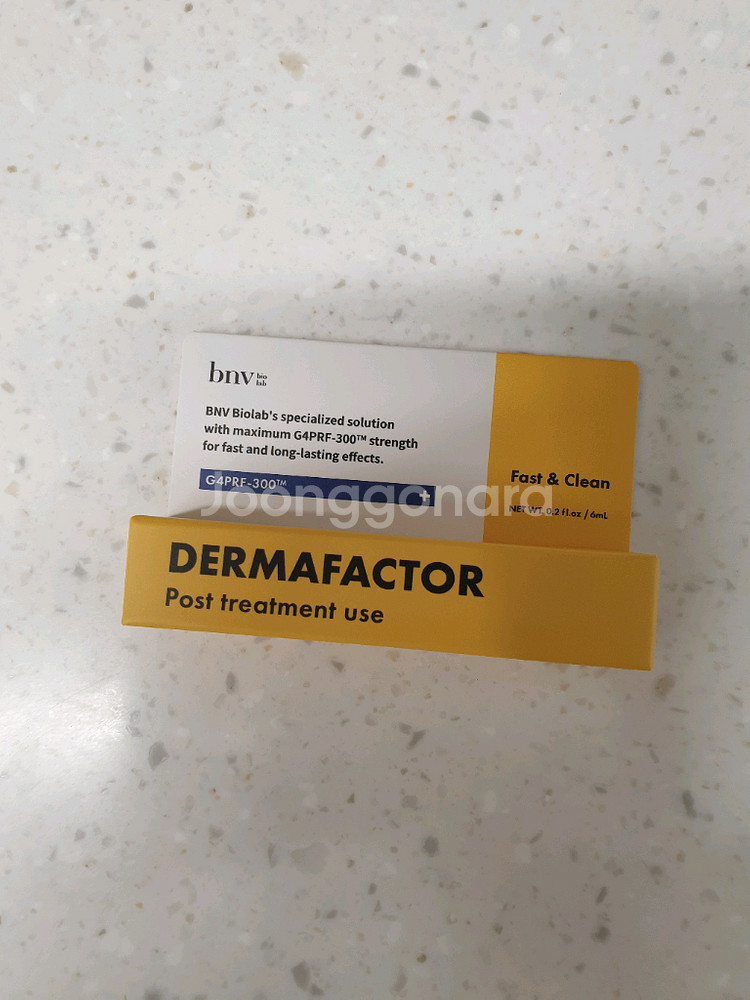 bnv bio
lab
BNV Biolab's specialized solution
with maximum G4PRF-300™ strength
for fast and long-lasting effects.
G4PRF-300™
+
Fast & Clean
NET WT, 0.2 fl.oz / 6mL
Joonggonara
DERMAFACTOR
Post treatment use